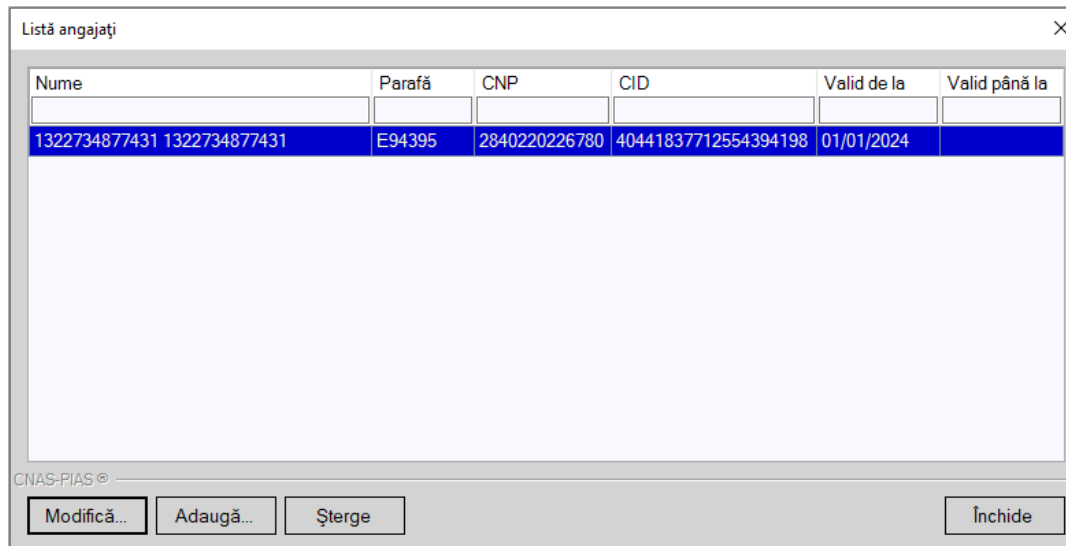 Listă angajați
Nume Parafă CNP CID Valid de la Valid până la
1322734877431 1322734877431 E94395 2840220226780 40441837712554394198 01/01/2024
CNAS-PIAS ®
Modifică... Adaugă... Şterge Închide